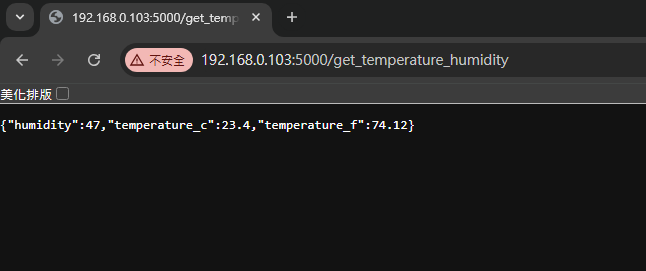 192.168.0.103:5000/get_temp
不安全
192.168.0.103:5000/get_temperature_humidity
美化排版
{"humidity":47,"temperature_c":23.4,"temperature_f":74.12}